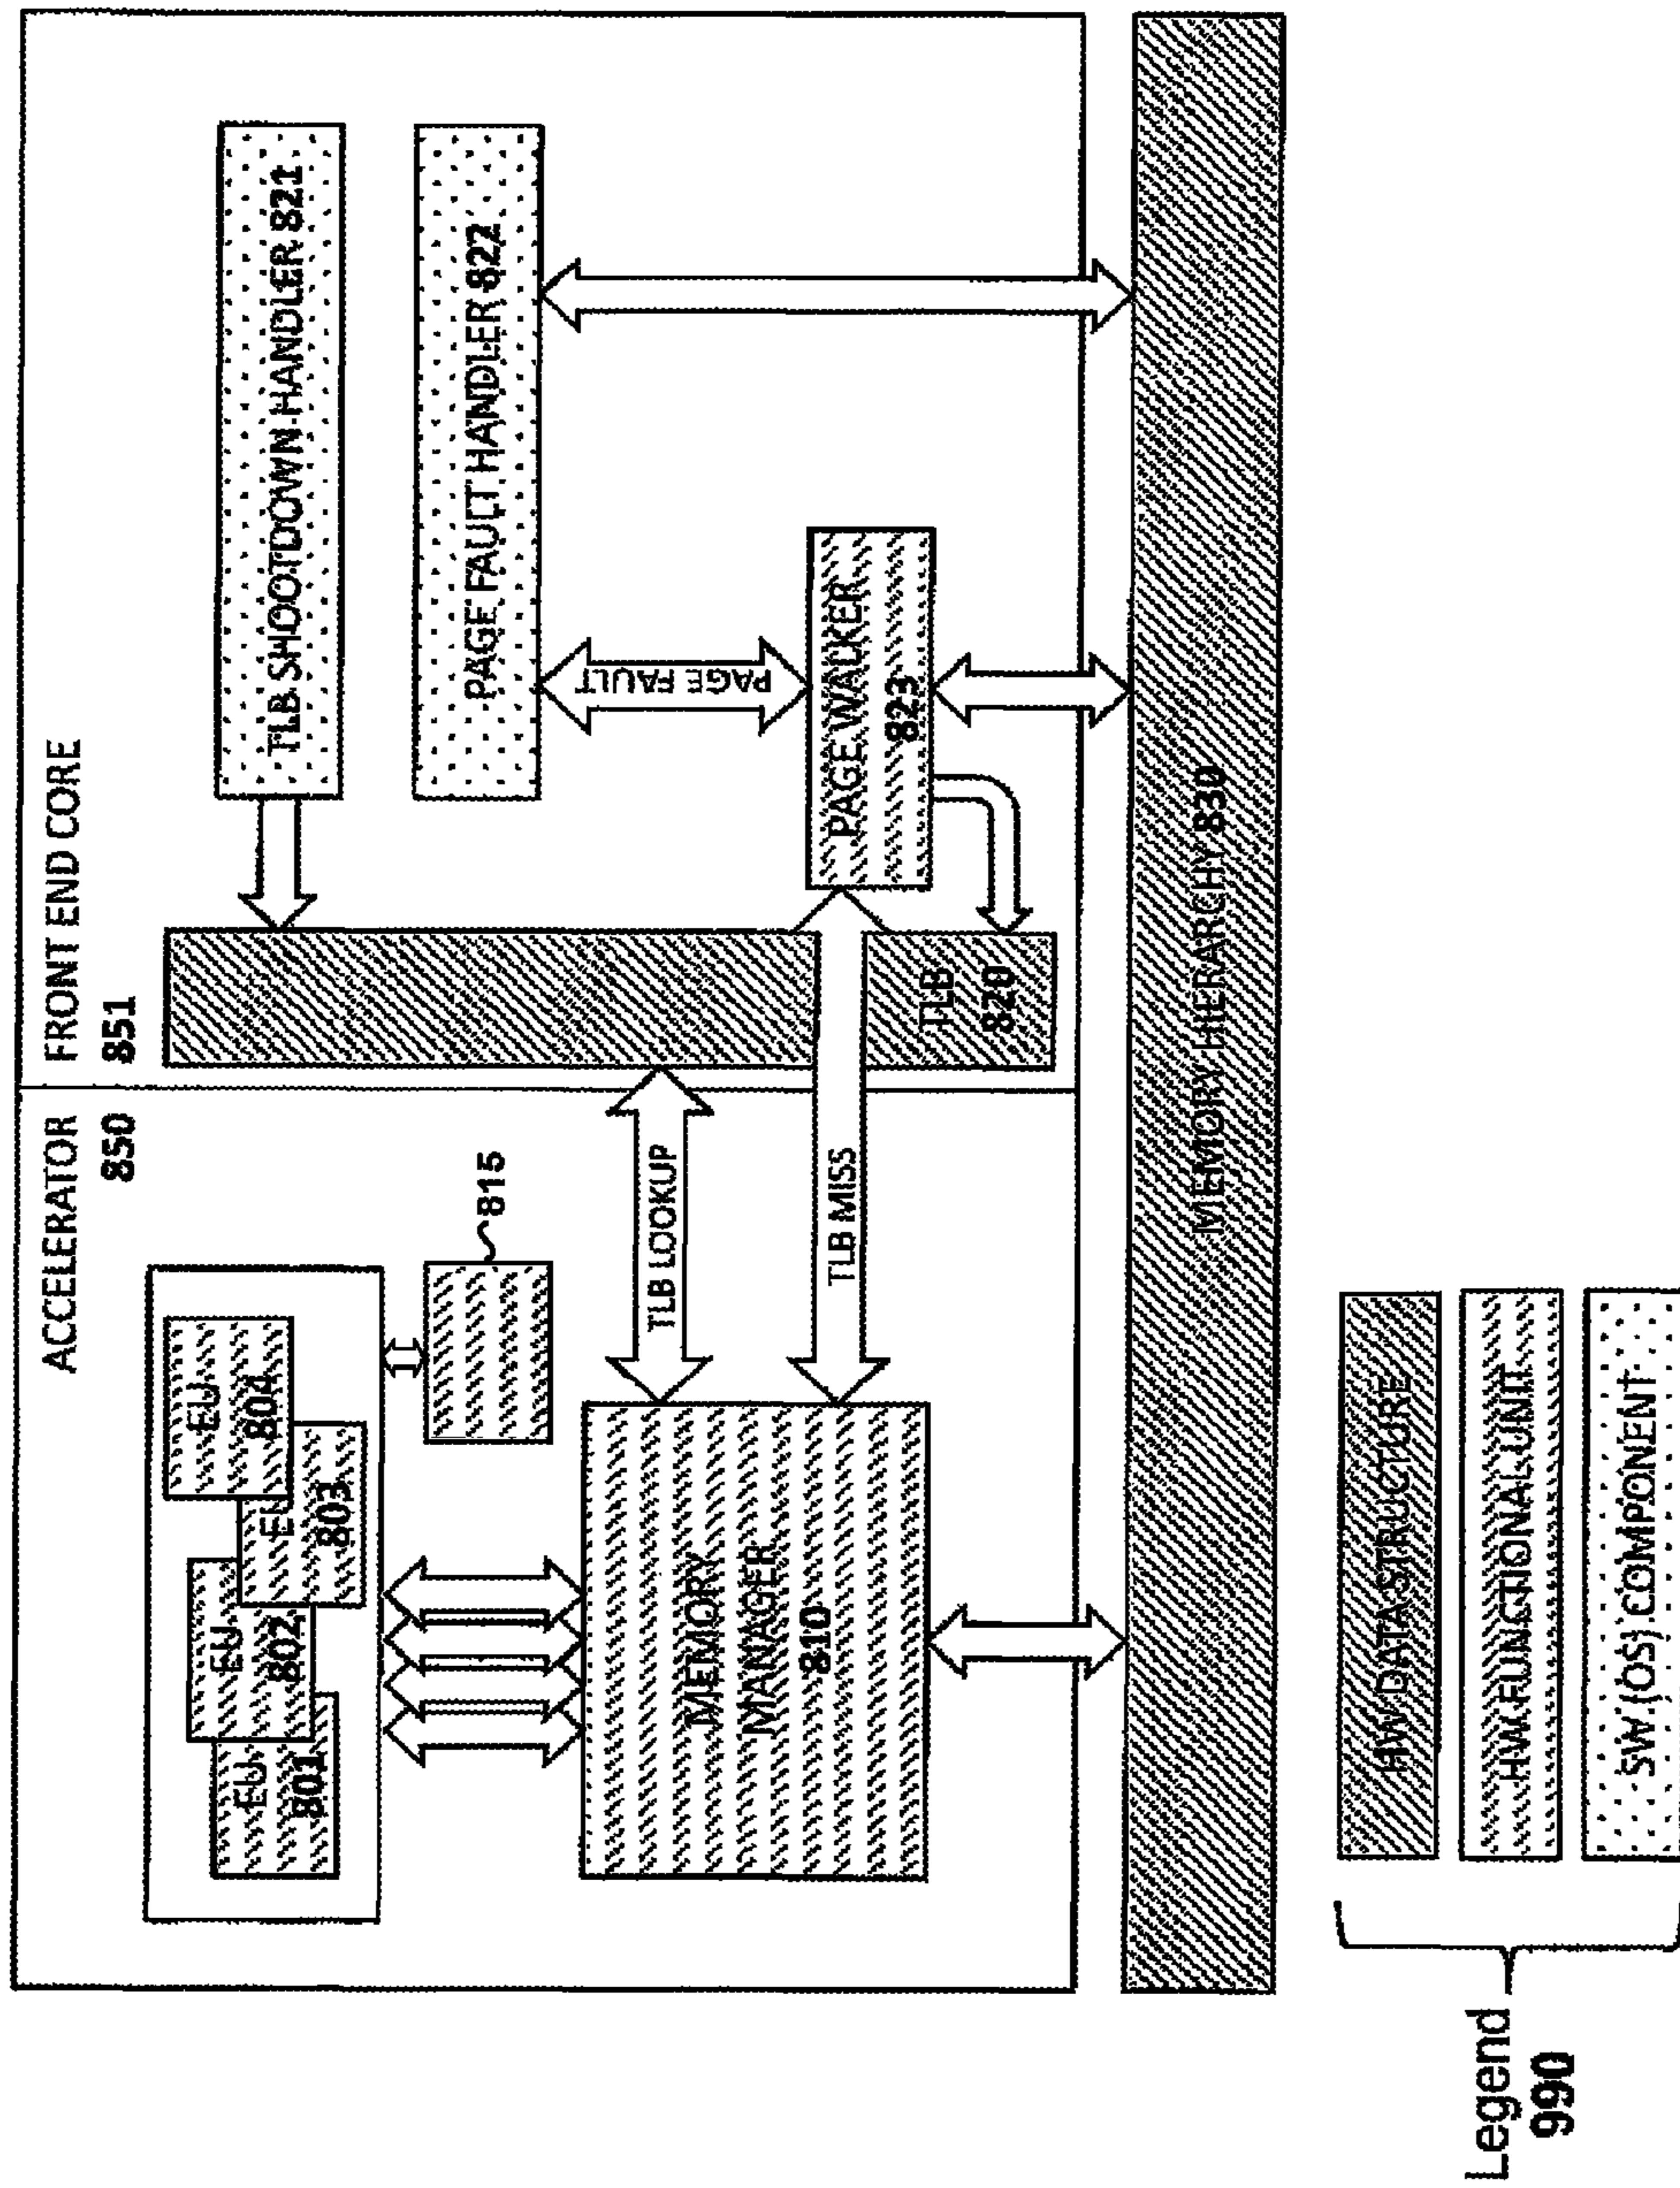 ACCELERATOR
850
FRONT END CORE
851
EU
801
EU
802
EU
803
EU
804
815
TLB SHOOTDOWN HANDLER 821
PAGE FAULT HANDLER 822
PAGE FAULT
MEMORY
MANAGER
810
TLB LOOKUP
TLB MISS
PAGE WALKER
823
TLB
820
MEMORY HIERARCHY 830
Legend
990
HW DATA STRUCTURE
HW FUNCTIONAL UNIT
SW (OS) COMPONENT